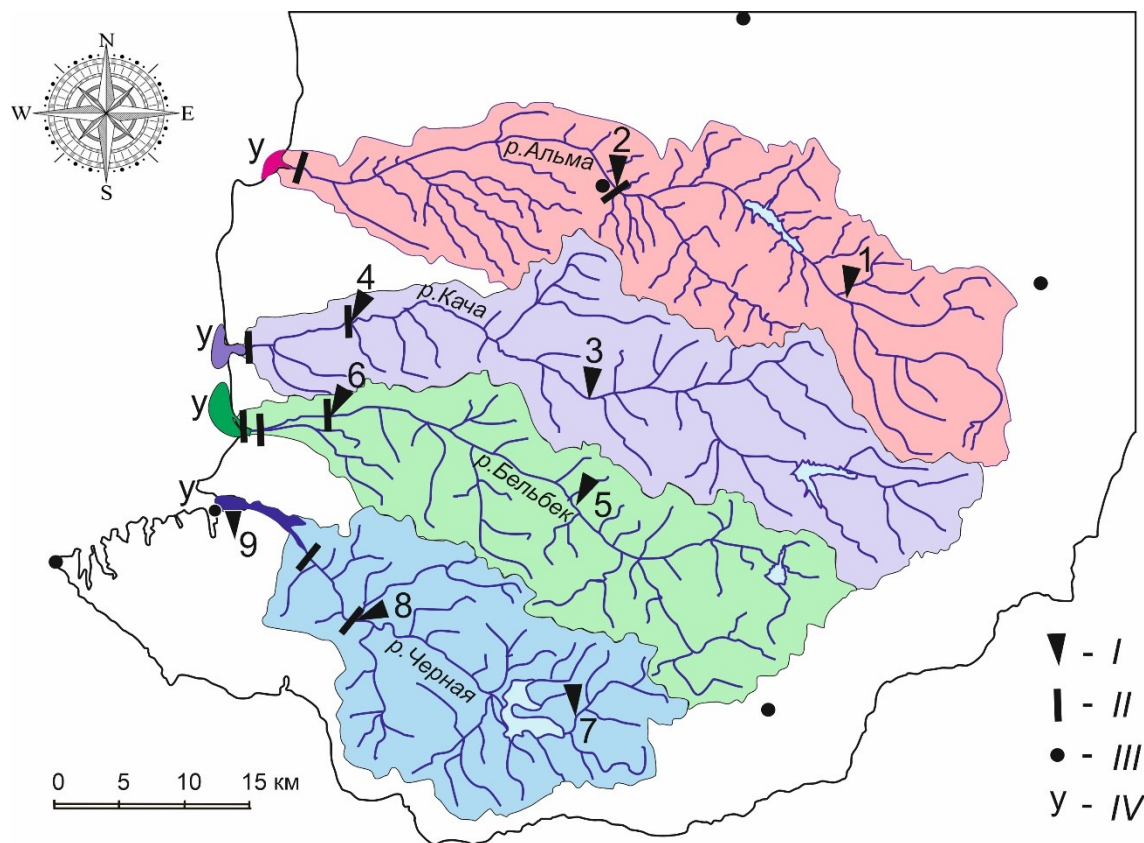 N
W E
S
у
2
р.Альма
1
4
р.Кача
у
3
6
у
р.Бельбек
5
у
9
8
р.Черная
7
0 5 10 15 км
- I
- II
- III
у - IV